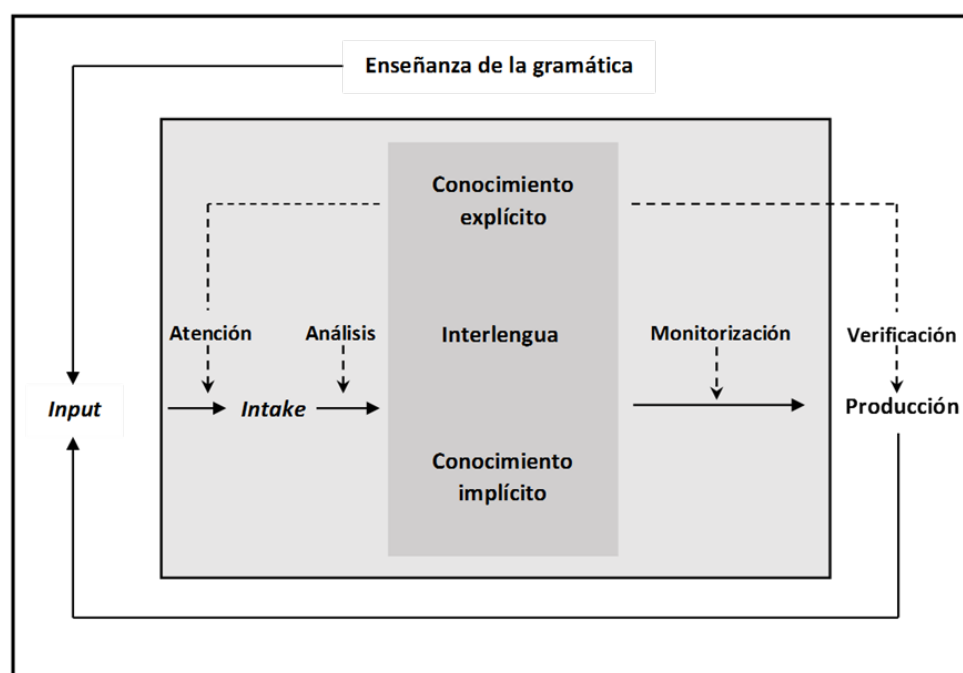 Enseñanza de la gramática
Conocimiento
explícito
Atención
Análisis
Interlengua
Monitorización
Verificación
Input
Intake
Producción
Conocimiento
implícito